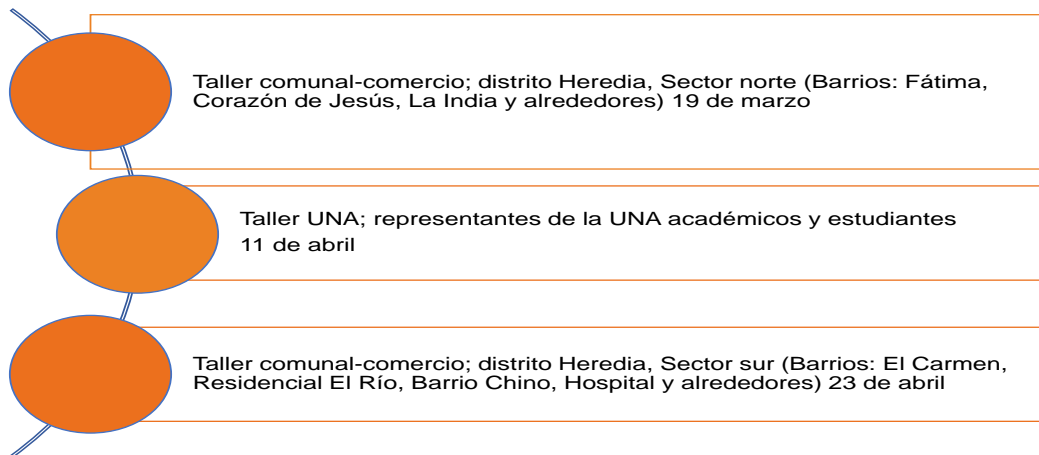 Taller comunal-comercio; distrito Heredia, Sector norte (Barrios: Fátima,
Corazón de Jesús, La India y alrededores) 19 de marzo
Taller UNA; representantes de la UNA académicos y estudiantes
11 de abril
Taller comunal-comercio; distrito Heredia, Sector sur (Barrios: El Carmen,
Residencial El Río, Barrio Chino, Hospital y alrededores) 23 de abril